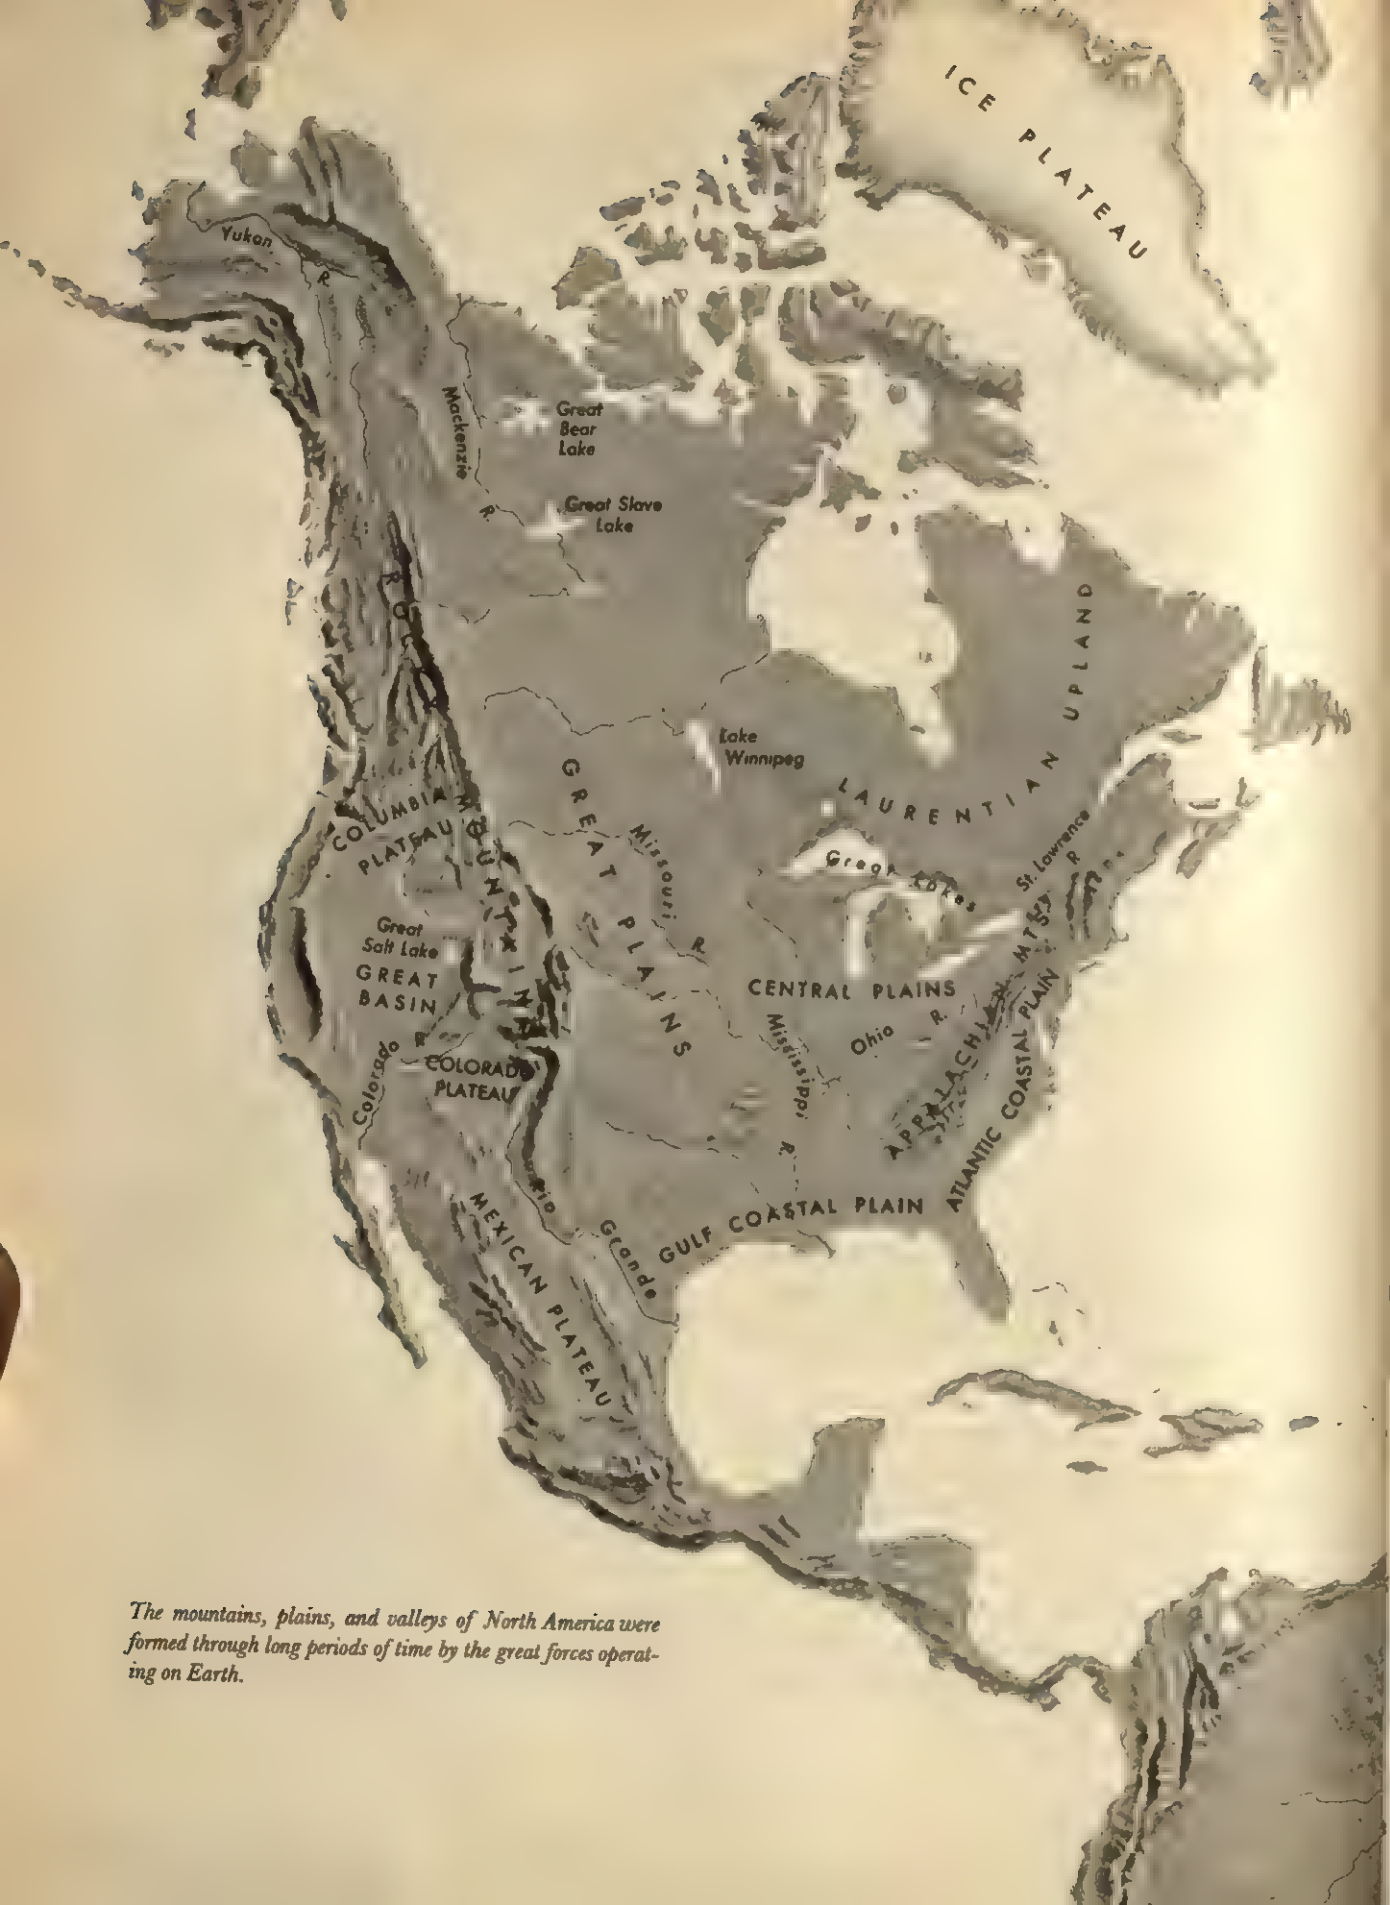 ICE PLATEAU
Yukon
R.
Mackenzie
R.
Great
Bear
Lake
Great Slave
Lake
ROCKY MOUNTAINS
LAURENTIAN UPLAND
Lake
Winnipeg
COLUMBIA
PLATEAU
GREAT PLAINS
Missouri
R.
Great Lakes
St. Lawrence
R.
Great
Salt Lake
GREAT
BASIN
CENTRAL PLAINS
Mississippi
R.
Ohio
R.
APPALACHIAN MTS.
ATLANTIC COASTAL PLAIN
Colorado
R.
COLORADO
PLATEAU
Rio
Grande
GULF COASTAL PLAIN
MEXICAN PLATEAU
The mountains, plains, and valleys of North America were
formed through long periods of time by the great forces operat-
ing on Earth.